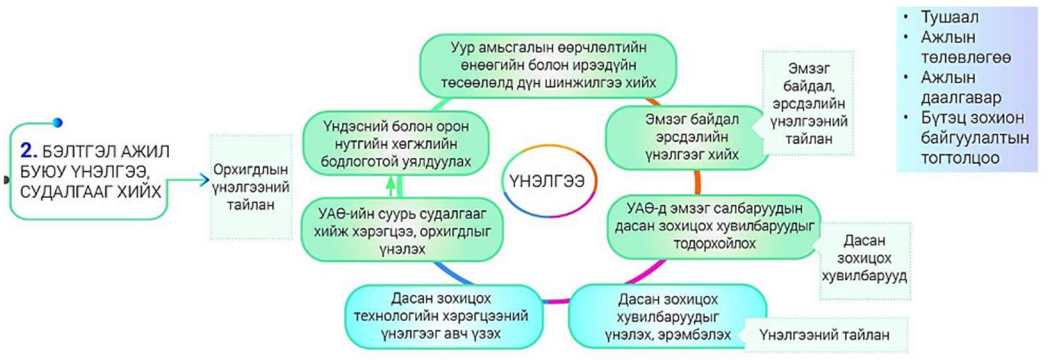 2. БЭЛТГЭЛ АЖИЛ
БУЮУ ҮНЭЛГЭЭ,
СУДАЛГААГ ХИЙХ
Орхигдлын
үнэлгээний
тайлан
Уур амьсгалын өөрчлөлтийн
өнөөгийн болон ирээдүйн
төсөөлөлд дүн шинжилгээ хийх
Үндэсний болон орон
нутгийн хөгжлийн
бодлоготой уялдуулах
УАӨ-ийн суурь судалгааг
хийж хэрэгцээ, орхигдлыг
үнэлэх
ҮНЭЛГЭЭ
Эмзэг байдал
эрсдэлийн
үнэлгээг хийх
Эмзэг
байдал,
эрсдэлийн
үнэлгээний
тайлан
УАӨ-д эмзэг салбаруудын
дасан зохицох хувилбаруудыг
тодорхойлох
Дасан
зохицох
хувилбарууд
Дасан зохицох
технологийн хэрэгцээний
үнэлгээг авч үзэх
Дасан зохицох
хувилбаруудыг
үнэлэх, эрэмбэлэх
Үнэлгээний тайлан
• Тушаал
• Ажлын
төлөвлөгөө
• Ажлын
даалгавар
• Бүтэц зохион
байгуулалтын
тогтолцоо